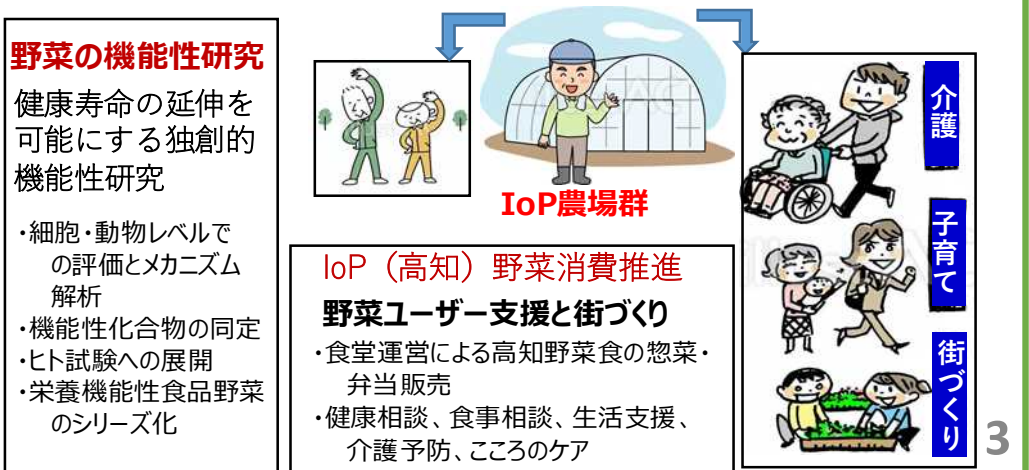 野菜の機能性研究
健康寿命の延伸を
可能にする独創的
機能性研究
・細胞・動物レベルで
の評価とメカニズム
解析
・機能性化合物の同定
・ヒト試験への展開
・栄養機能性食品野菜
のシリーズ化
IoP農場群
IoP（高知）野菜消費推進
野菜ユーザー支援と街づくり
・食堂運営による高知野菜食の惣菜・
弁当販売
・健康相談、食事相談、生活支援、
介護予防、こころのケア
介護
子育て
街づくり
3